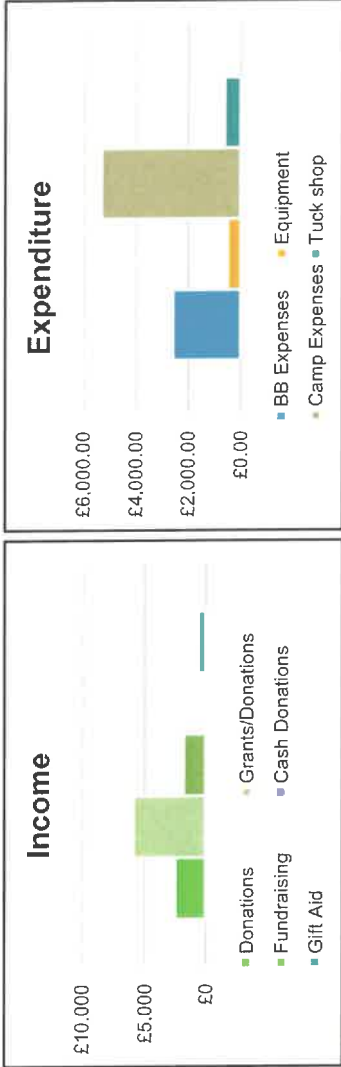 Income
£10.000
£5.000
£0
Donations
Grants/Donations
Fundraising
Cash Donations
Gift Aid
Expenditure
£6,000.00
£4,000.00
£2,000.00
£0.00
BB Expenses
Equipment
Camp Expenses
Tuck shop